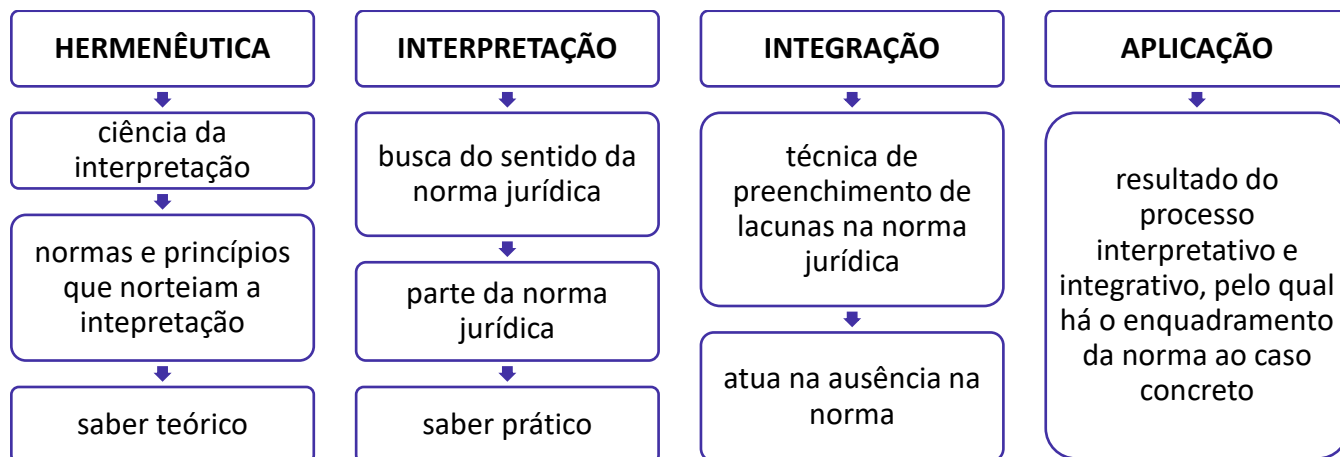 HERMENÊUTICA
ciência da
interpretação
normas e princípios
que norteiam a
intepretação
saber teórico
INTERPRETAÇÃO
busca do sentido da
norma jurídica
parte da norma
jurídica
saber prático
INTEGRAÇÃO
técnica de
preenchimento de
lacunas na norma
jurídica
atua na ausência na
norma
APLICAÇÃO
resultado do
processo
interpretativo e
integrativo, pelo qual
há o enquadramento
da norma ao caso
concreto